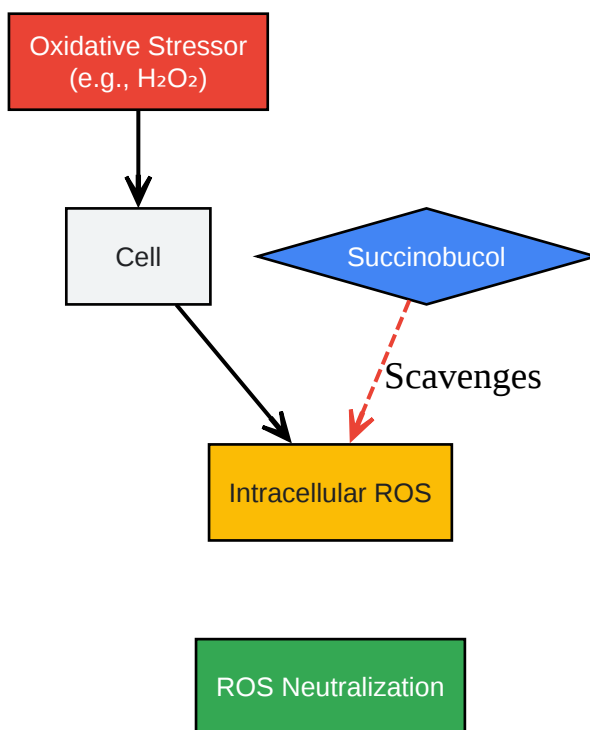 Oxidative Stressor
(e.g., H₂O₂)
Cell
Succinobucol
Scavenges
Intracellular ROS
ROS Neutralization